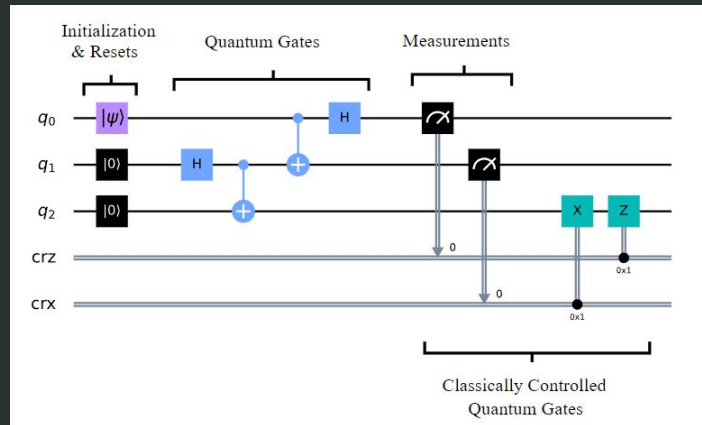 Initialization
& Resets
Quantum Gates
Measurements
q0 |ψ⟩ H
q1 |0⟩ H
q2 |0⟩ X Z
crz 0 0x1
crx 0 0x1
Classically Controlled
Quantum Gates